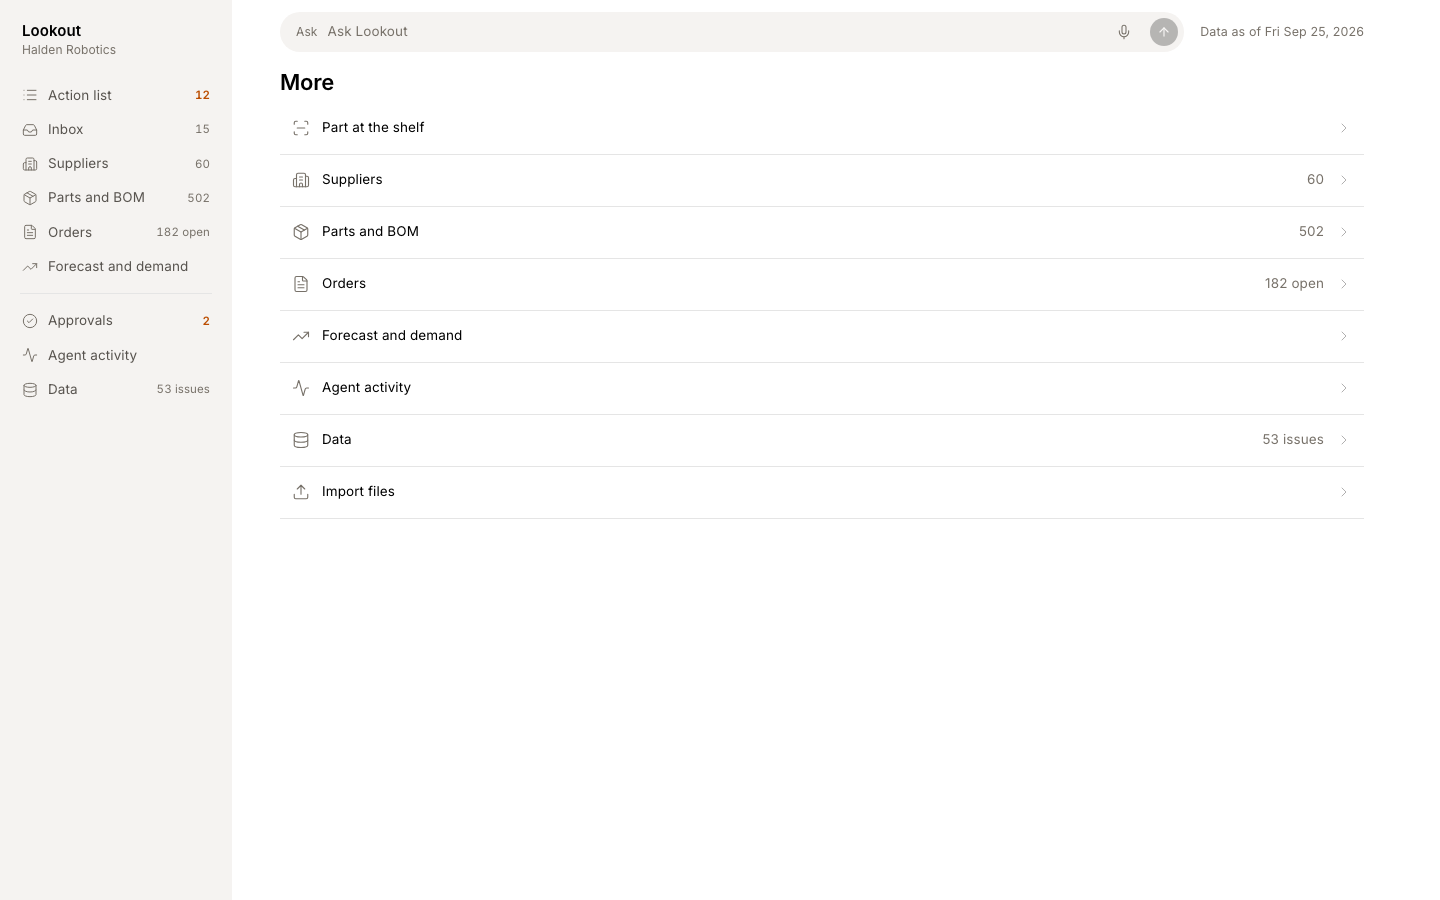 Lookout
Halden Robotics
Action list 12
Inbox 15
Suppliers 60
Parts and BOM 502
Orders 182 open
Forecast and demand
Approvals 2
Agent activity
Data 53 issues
Ask Ask Lookout
Data as of Fri Sep 25, 2026
More
Part at the shelf
Suppliers 60
Parts and BOM 502
Orders 182 open
Forecast and demand
Agent activity
Data 53 issues
Import files